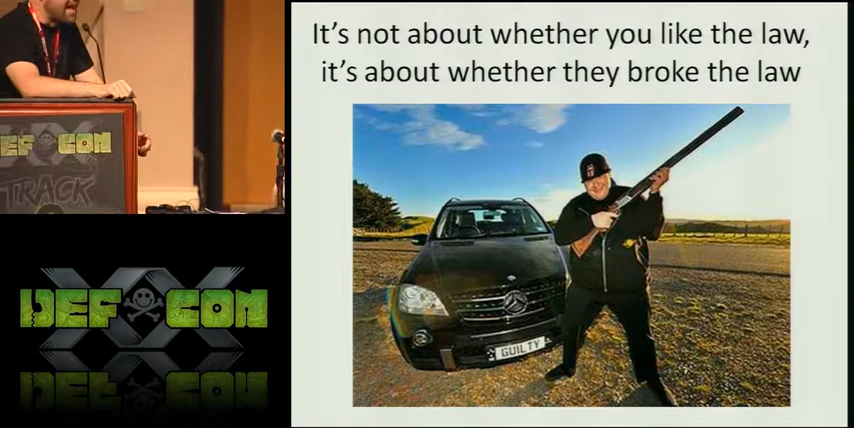 It's not about whether you like the law,
it's about whether they broke the law
DEF CON
TRACK
GUILTY
DEF CON
XX